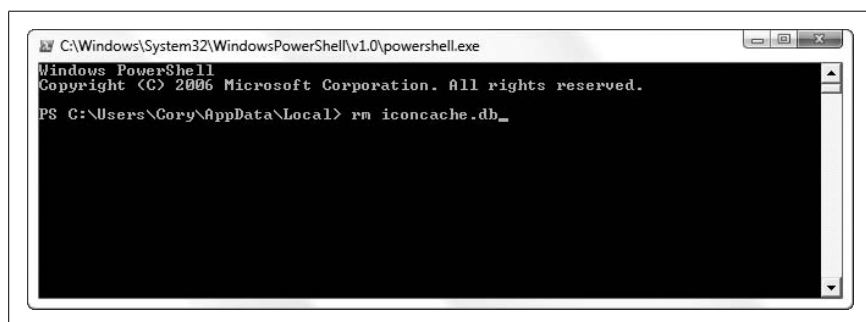 C:\Windows\System32\WindowsPowerShell\v1.0\powershell.exe
Windows PowerShell
Copyright (C) 2006 Microsoft Corporation. All rights reserved.
PS C:\Users\Cory\AppData\Local> rm iconcache.db_